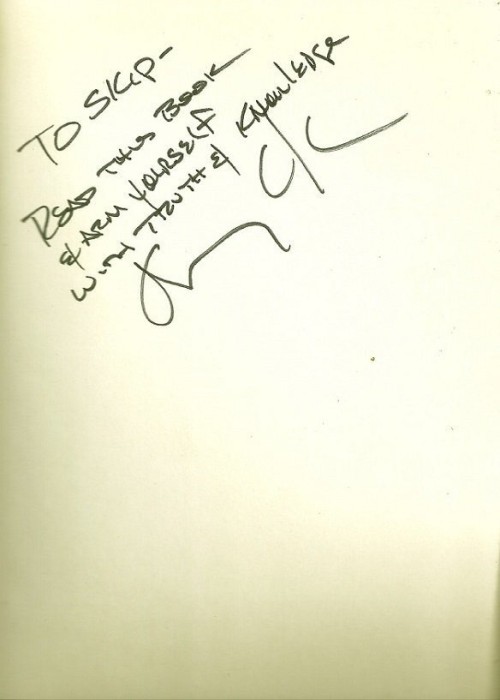 TO SKIP-
READ THIS BOOK
& ARM YOURSELF
WITH TRUTH & KNOWLEDGE